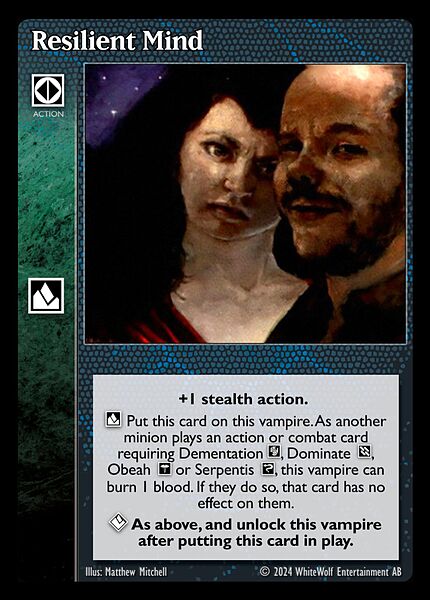 Resilient Mind
ACTION
+1 stealth action.
Put this card on this vampire. As another
minion plays an action or combat card
requiring Dementation , Dominate ,
Obeah or Serpentis , this vampire can
burn 1 blood. If they do so, that card has no
effect on them.
As above, and unlock this vampire
after putting this card in play.
Illus: Matthew Mitchell © 2024 WhiteWolf Entertainment AB